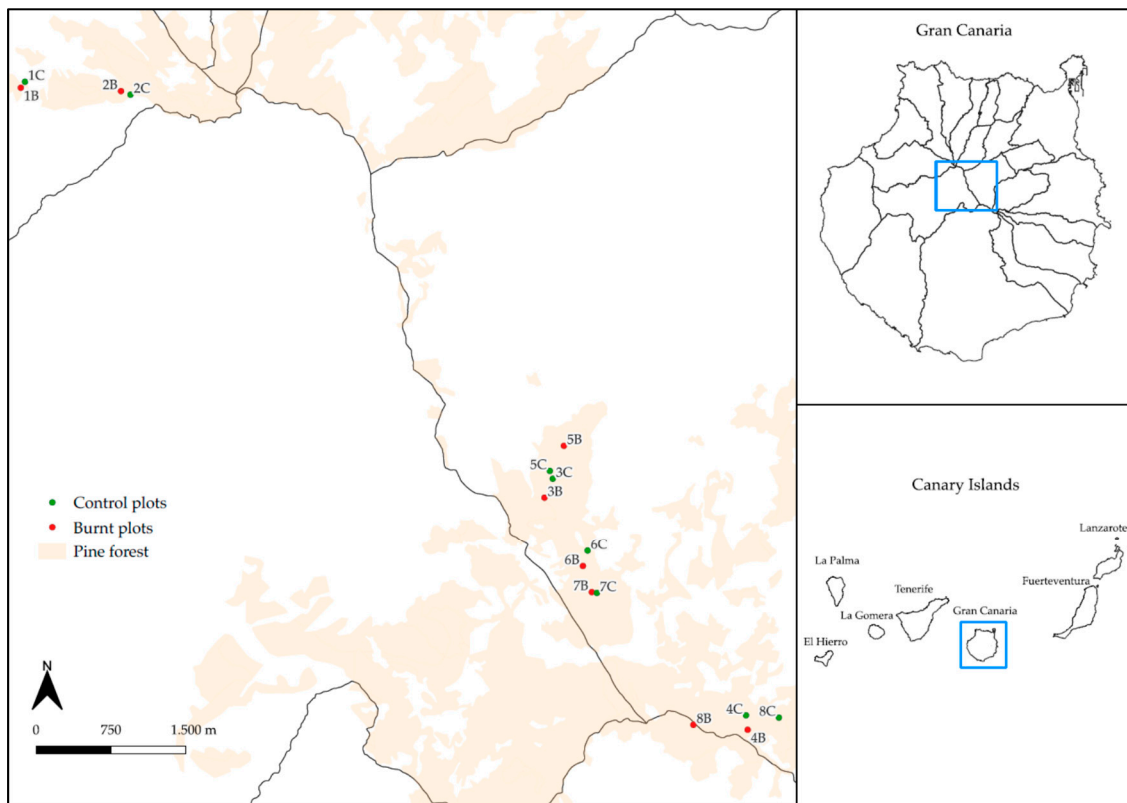 1C
1B
2B
2C
5B
5C
3C
3B
6C
6B
7B
7C
8B
4C
8C
4B
Control plots
Burnt plots
Pine forest
N
0
750
1.500 m
Gran Canaria
Canary Islands
Lanzarote
La Palma
Fuerteventura
Tenerife
La Gomera
Gran Canaria
El Hierro